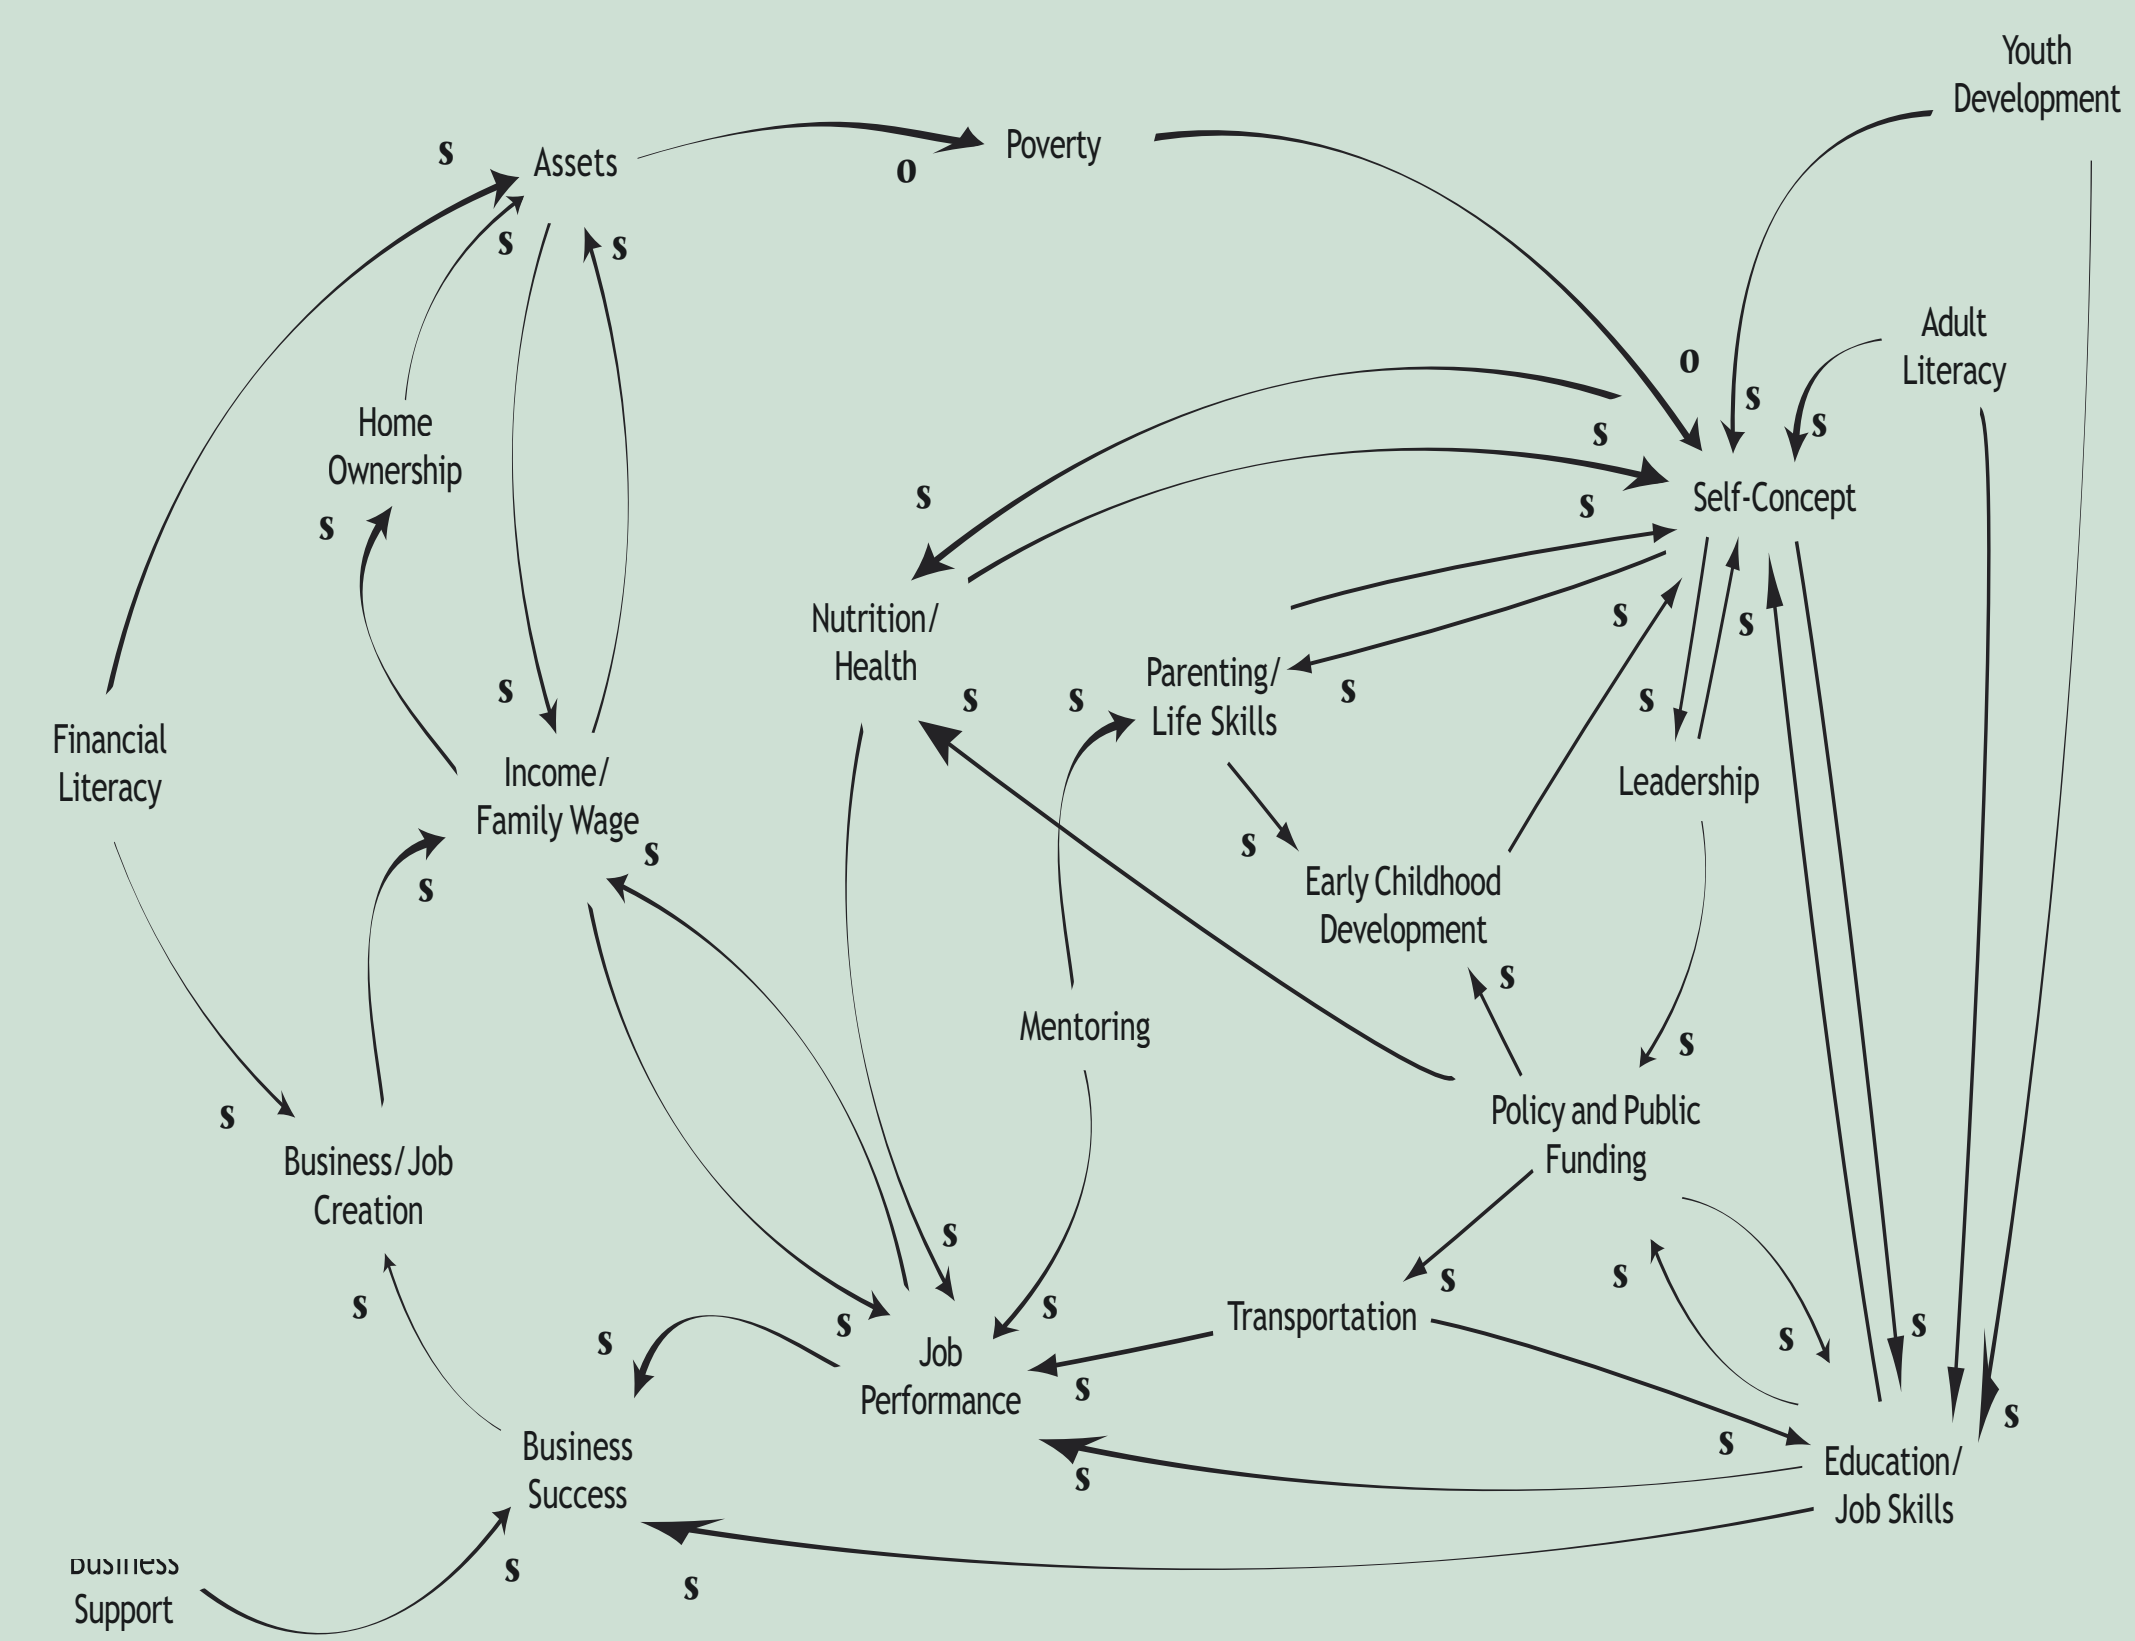 Youth
Development
Assets
Poverty
s
o
s
s
Adult
Literacy
o
s
s
Home
Ownership
s
s
s
Self-Concept
s
s
Nutrition/
Health
s
s
Parenting/
Life Skills
s
s
s
s
s
Financial
Literacy
Income/
Family Wage
Leadership
s
s
s
Early Childhood
Development
s
Mentoring
s
Policy and Public
Funding
s
Business/Job
Creation
s
s
s
s
s
Transportation
s
s
s
s
s
Job
Performance
s
s
Business
Success
s
s
Education/
Job Skills
s
s
Business
Support